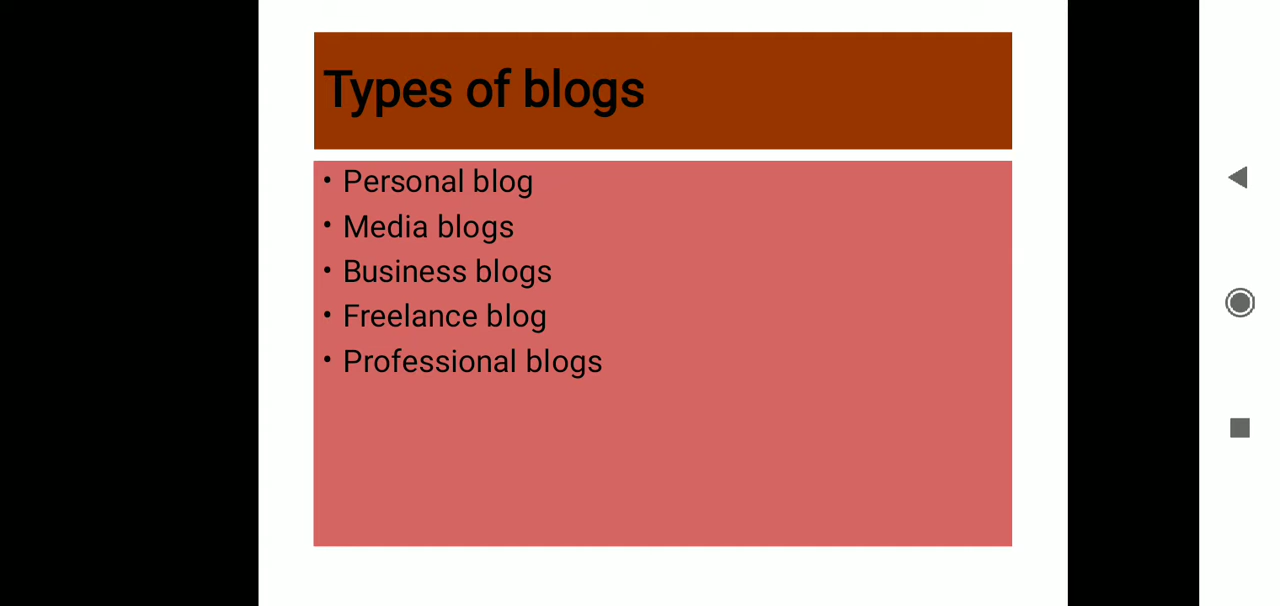 Types of blogs
• Personal blog
• Media blogs
• Business blogs
• Freelance blog
• Professional blogs